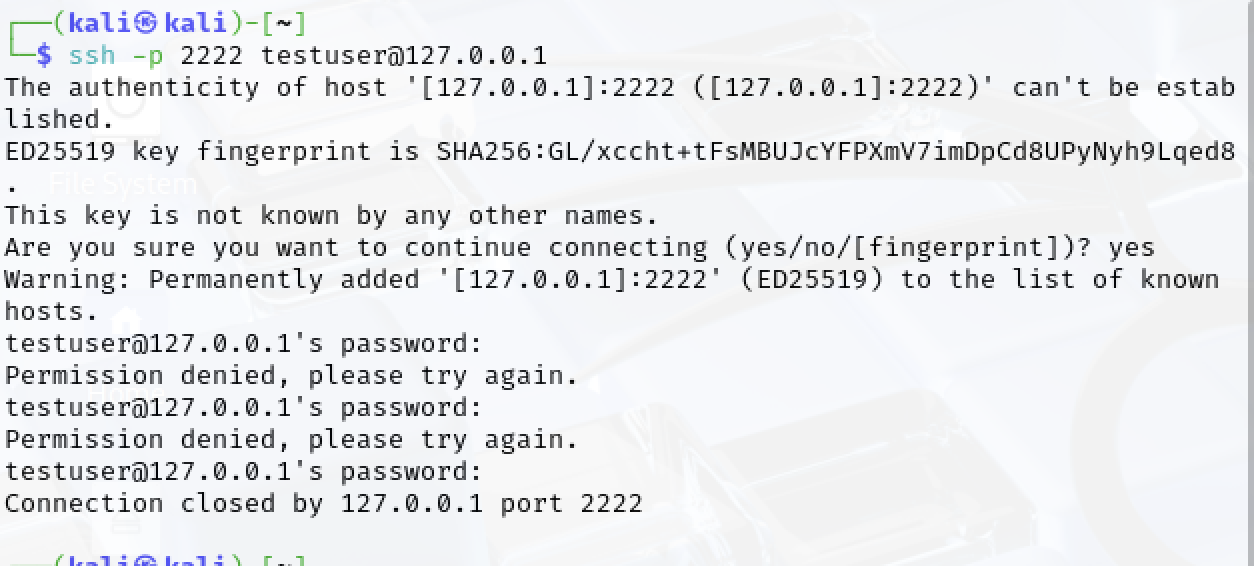 ┌──(kali㉿kali)-[~]
└─$ ssh -p 2222 testuser@127.0.0.1
The authenticity of host '[127.0.0.1]:2222 ([127.0.0.1]:2222)' can't be estab
lished.
ED25519 key fingerprint is SHA256:GL/xccht+tFsMBUJcYFPXmV7imDpCd8UPyNyh9Lqed8
.
File System
This key is not known by any other names.
Are you sure you want to continue connecting (yes/no/[fingerprint])? yes
Warning: Permanently added '[127.0.0.1]:2222' (ED25519) to the list of known
hosts.
testuser@127.0.0.1's password:
Permission denied, please try again.
testuser@127.0.0.1's password:
Permission denied, please try again.
testuser@127.0.0.1's password:
Connection closed by 127.0.0.1 port 2222
┌──(kali㉿kali)-[~]